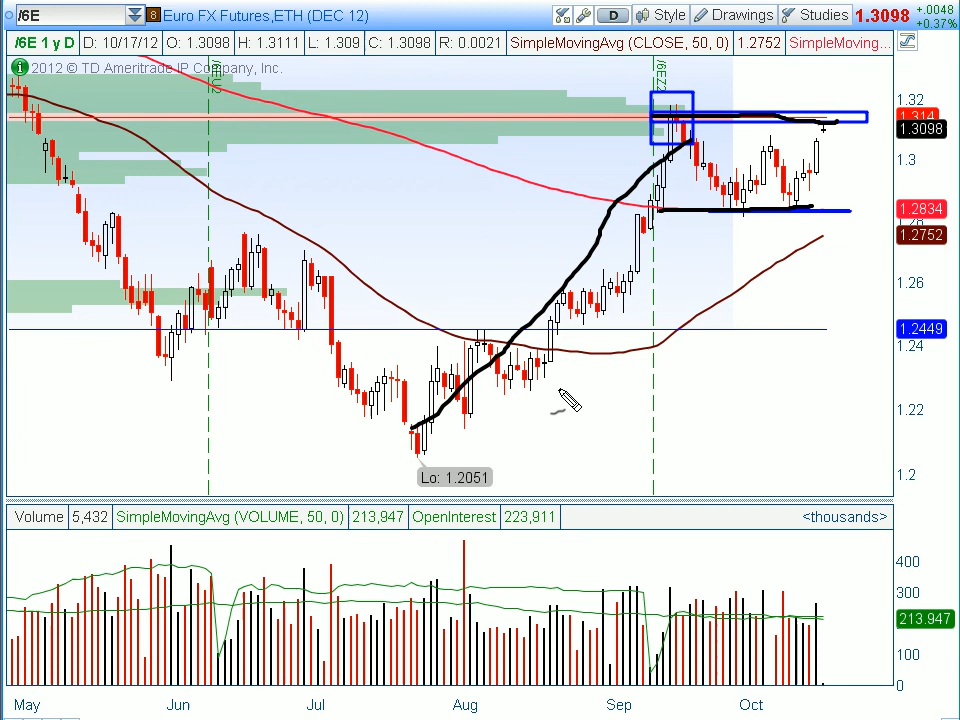 /6E 8 Euro FX Futures,ETH (DEC 12) D Style Drawings Studies 1.3098 +.0048 +0.37%
/6E 1 y D D: 10/17/12 O: 1.3098 H: 1.3111 L: 1.309 C: 1.3098 R: 0.0021 SimpleMovingAvg (CLOSE, 50, 0) 1.2752 SimpleMoving...
i 2012 © TD Ameritrade IP Company, Inc.
/6EU2
/6EZ2
1.32
1.314
1.3098
1.3
1.2834
1.28
1.2752
1.26
1.2449
1.24
1.22
1.2
Lo: 1.2051
Volume 5,432 SimpleMovingAvg (VOLUME, 50, 0) 213,947 OpenInterest 223,911 <thousands>
400
300
213.947
100
0
May Jun Jul Aug Sep Oct